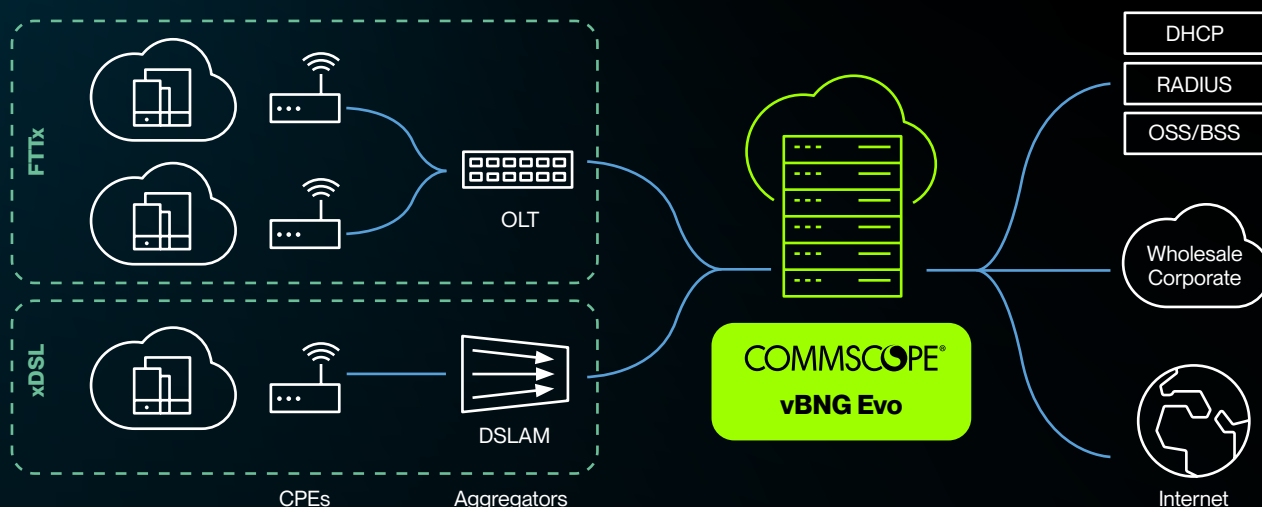 FTTx
OLT
xDSL
DSLAM
CPEs
Aggregators
COMMSCOPE®
vBNG Evo
DHCP
RADIUS
OSS/BSS
Wholesale
Corporate
Internet